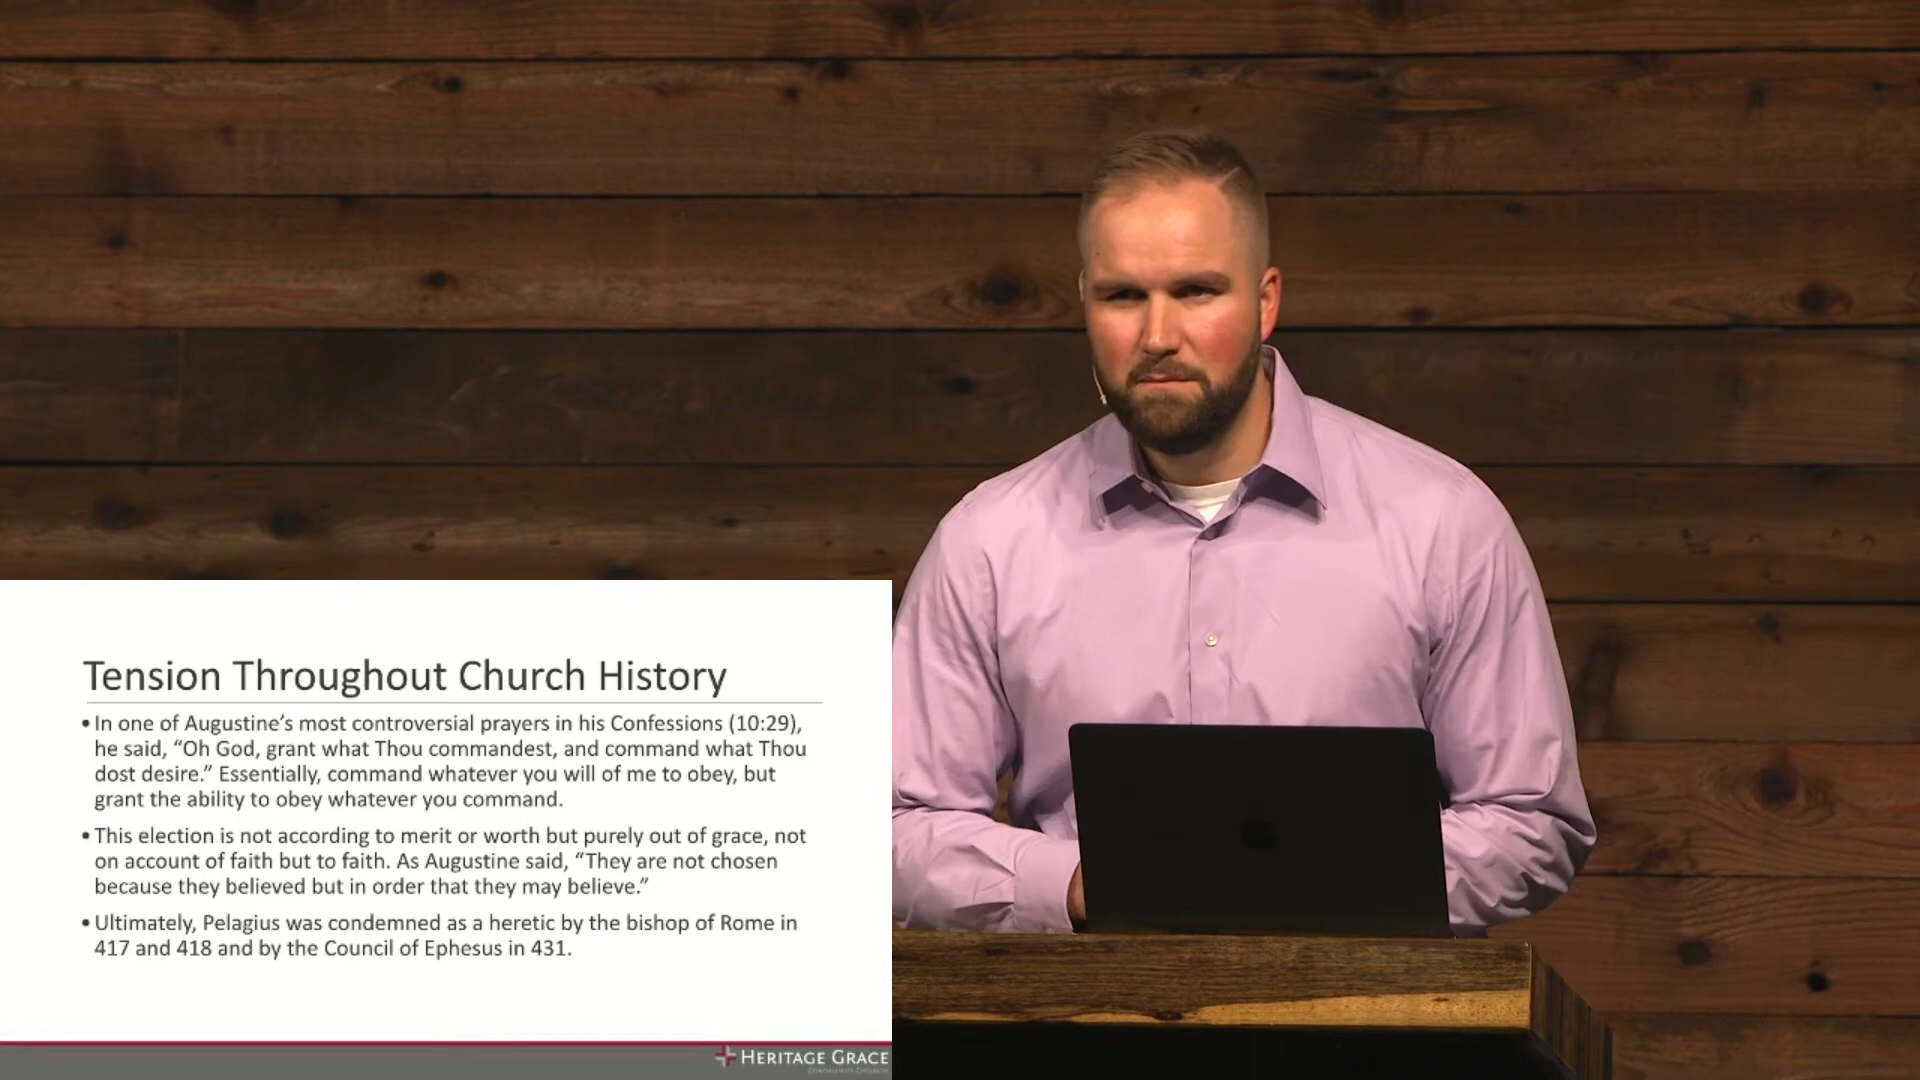 Tension Throughout Church History
• In one of Augustine’s most controversial prayers in his Confessions (10:29),
he said, “Oh God, grant what Thou commandest, and command what Thou
dost desire.” Essentially, command whatever you will of me to obey, but
grant the ability to obey whatever you command.
• This election is not according to merit or worth but purely out of grace, not
on account of faith but to faith. As Augustine said, “They are not chosen
because they believed but in order that they may believe.”
• Ultimately, Pelagius was condemned as a heretic by the bishop of Rome in
417 and 418 and by the Council of Ephesus in 431.
HERITAGE GRACE
COMMUNITY CHURCH